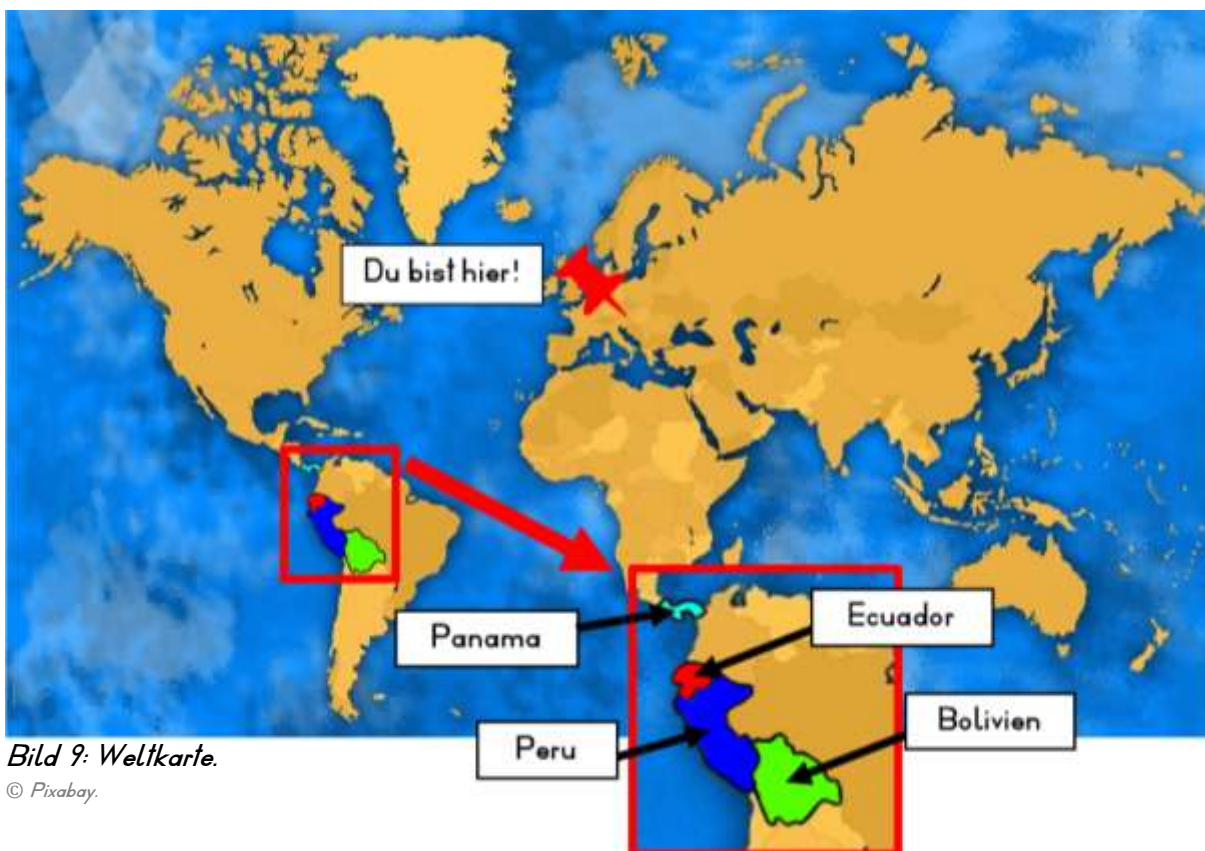 Du bist hier!
Panama
Ecuador
Peru
Bolivien
Bild 9: Weltkarte.
© Pixabay.